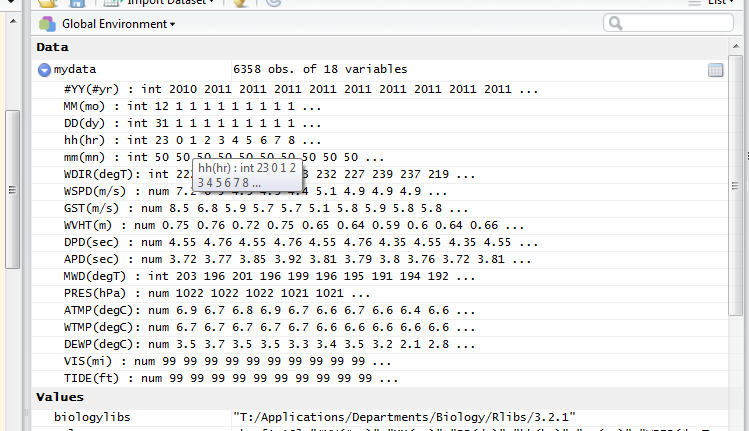 Import Dataset
List
Global Environment
Data
mydata 6358 obs. of 18 variables
#YY(#yr) : int 2010 2011 2011 2011 2011 2011 2011 2011 2011 2011 ...
MM(mo) : int 12 1 1 1 1 1 1 1 1 1 ...
DD(dy) : int 31 1 1 1 1 1 1 1 1 1 ...
hh(hr) : int 23 0 1 2 3 4 5 6 7 8 ...
mm(mn) : int 50 50 50 50 50 50 50 50 50 50 ...
hh(hr) : int 23 0 1 2
3 4 5 6 7 8 ...
WDIR(degT): int 232 227 239 237 219 ...
WSPD(m/s) : num 5.1 4.9 4.9 4.9 ...
GST(m/s) : num 8.5 6.8 5.9 5.7 5.7 5.1 5.8 5.9 5.8 5.8 ...
WVHT(m) : num 0.75 0.76 0.72 0.75 0.65 0.64 0.59 0.6 0.64 0.66 ...
DPD(sec) : num 4.55 4.76 4.55 4.76 4.55 4.76 4.35 4.55 4.35 4.55 ...
APD(sec) : num 3.72 3.77 3.85 3.92 3.81 3.79 3.8 3.76 3.72 3.81 ...
MWD(degT) : int 203 196 201 196 199 196 195 191 194 192 ...
PRES(hPa) : num 1022 1022 1022 1021 1021 ...
ATMP(degC): num 6.9 6.7 6.8 6.9 6.7 6.6 6.7 6.6 6.4 6.6 ...
WTMP(degC): num 6.7 6.7 6.7 6.7 6.7 6.6 6.6 6.6 6.6 6.6 ...
DEWP(degC): num 3.5 3.7 3.5 3.5 3.3 3.4 3.5 3.2 2.1 2.8 ...
VIS(mi) : num 99 99 99 99 99 99 99 99 99 99 ...
TIDE(ft) : num 99 99 99 99 99 99 99 99 99 99 ...
Values
biologylibs "T:/Applications/Departments/Biology/Rlibs/3.2.1"